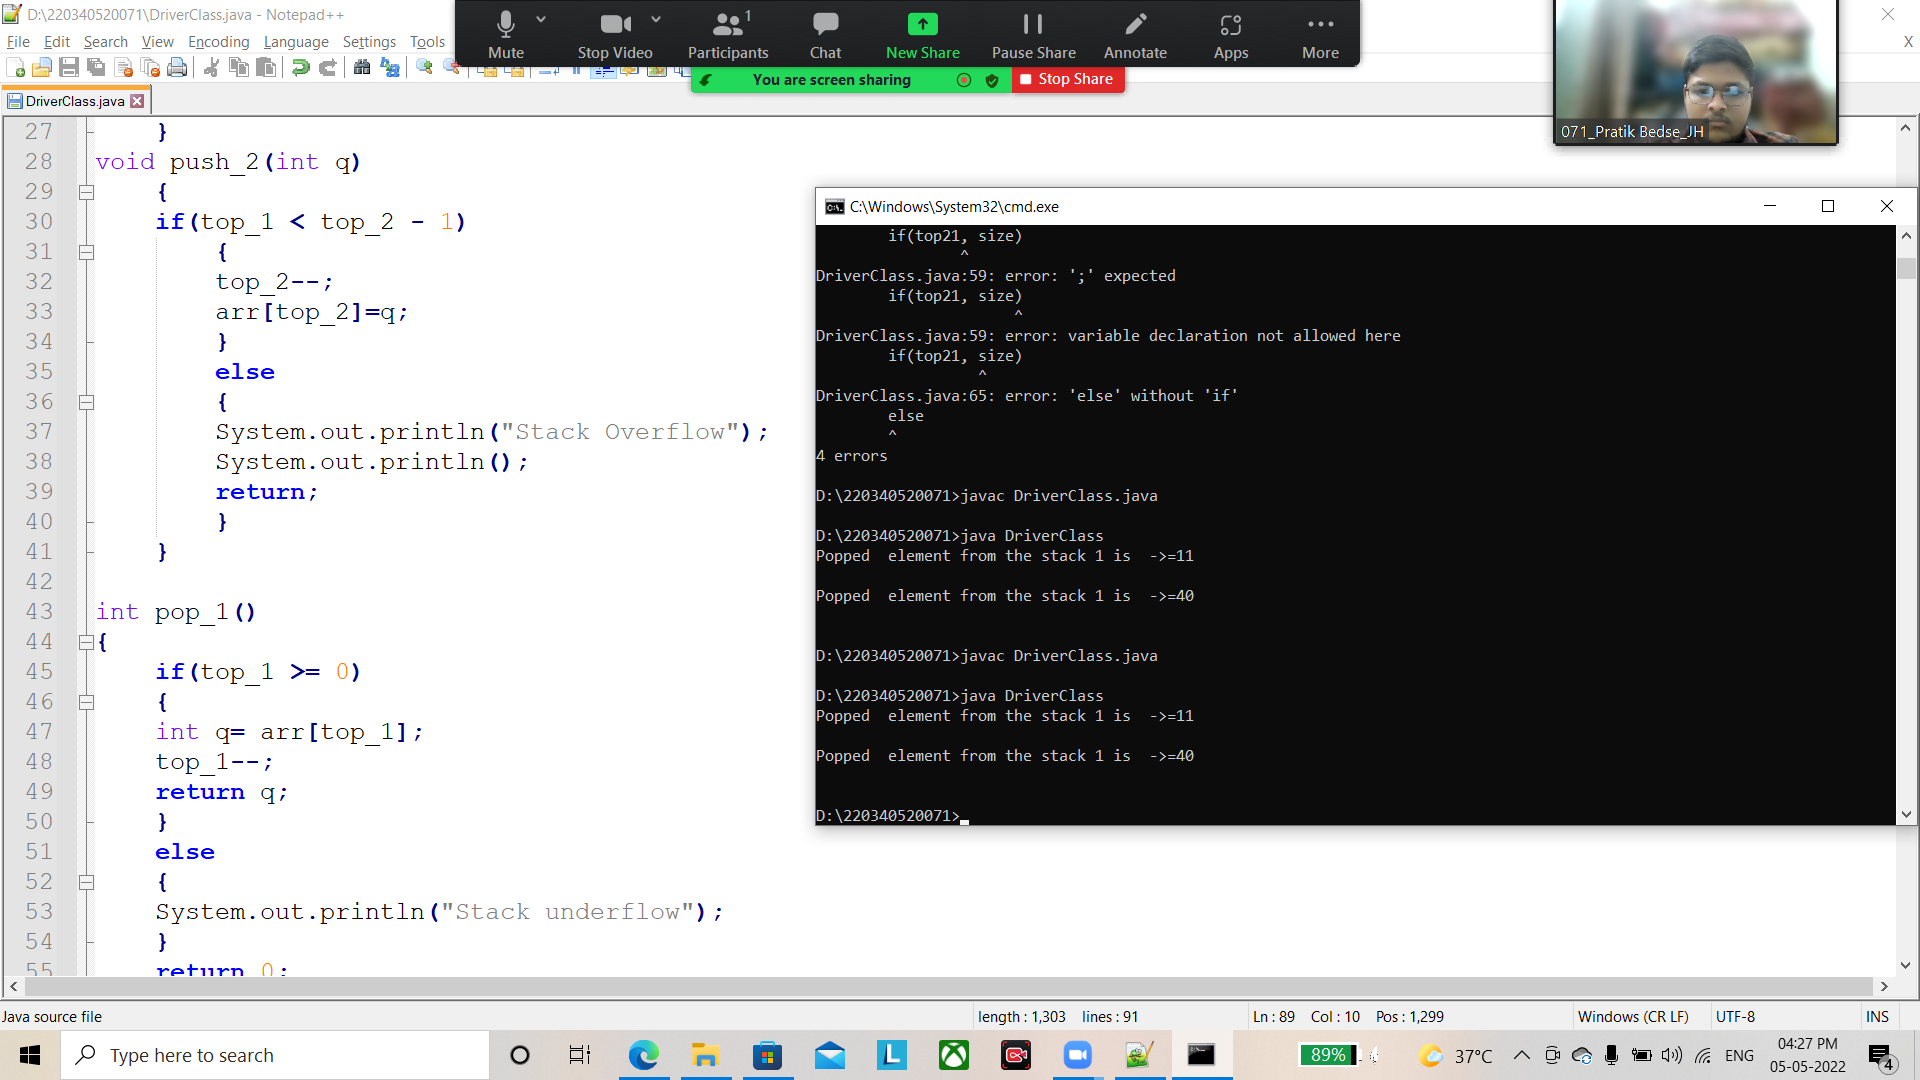 D:\220340520071\DriverClass.java - Notepad++
File Edit Search View Encoding Language Settings Tools
X
Mute
Stop Video
1
Participants
Chat
New Share
Pause Share
Annotate
Apps
More
You are screen sharing
Stop Share
071_Pratik Bedse_JH
DriverClass.java
27 }
28 void push_2(int q)
29 {
30 if(top_1 < top_2 - 1)
31 {
32 top_2--;
33 arr[top_2]=q;
34 }
35 else
36 {
37 System.out.println("Stack Overflow");
38 System.out.println();
39 return;
40 }
41 }
42
43 int pop_1()
44 {
45 if(top_1 >= 0)
46 {
47 int q= arr[top_1];
48 top_1--;
49 return q;
50 }
51 else
52 {
53 System.out.println("Stack underflow");
54 }
55 return 0;
C:\Windows\System32\cmd.exe
if(top21, size)
^
DriverClass.java:59: error: ';' expected
if(top21, size)
^
DriverClass.java:59: error: variable declaration not allowed here
if(top21, size)
^
DriverClass.java:65: error: 'else' without 'if'
else
^
4 errors
D:\220340520071>javac DriverClass.java
D:\220340520071>java DriverClass
Popped  element from the stack 1 is  ->=11
Popped  element from the stack 1 is  ->=40
D:\220340520071>javac DriverClass.java
D:\220340520071>java DriverClass
Popped  element from the stack 1 is  ->=11
Popped  element from the stack 1 is  ->=40
D:\220340520071>
Java source file
length : 1,303 lines : 91
Ln : 89 Col : 10 Pos : 1,299
Windows (CR LF)
UTF-8
INS
Type here to search
L
89%
37°C
ENG
04:27 PM
05-05-2022
4